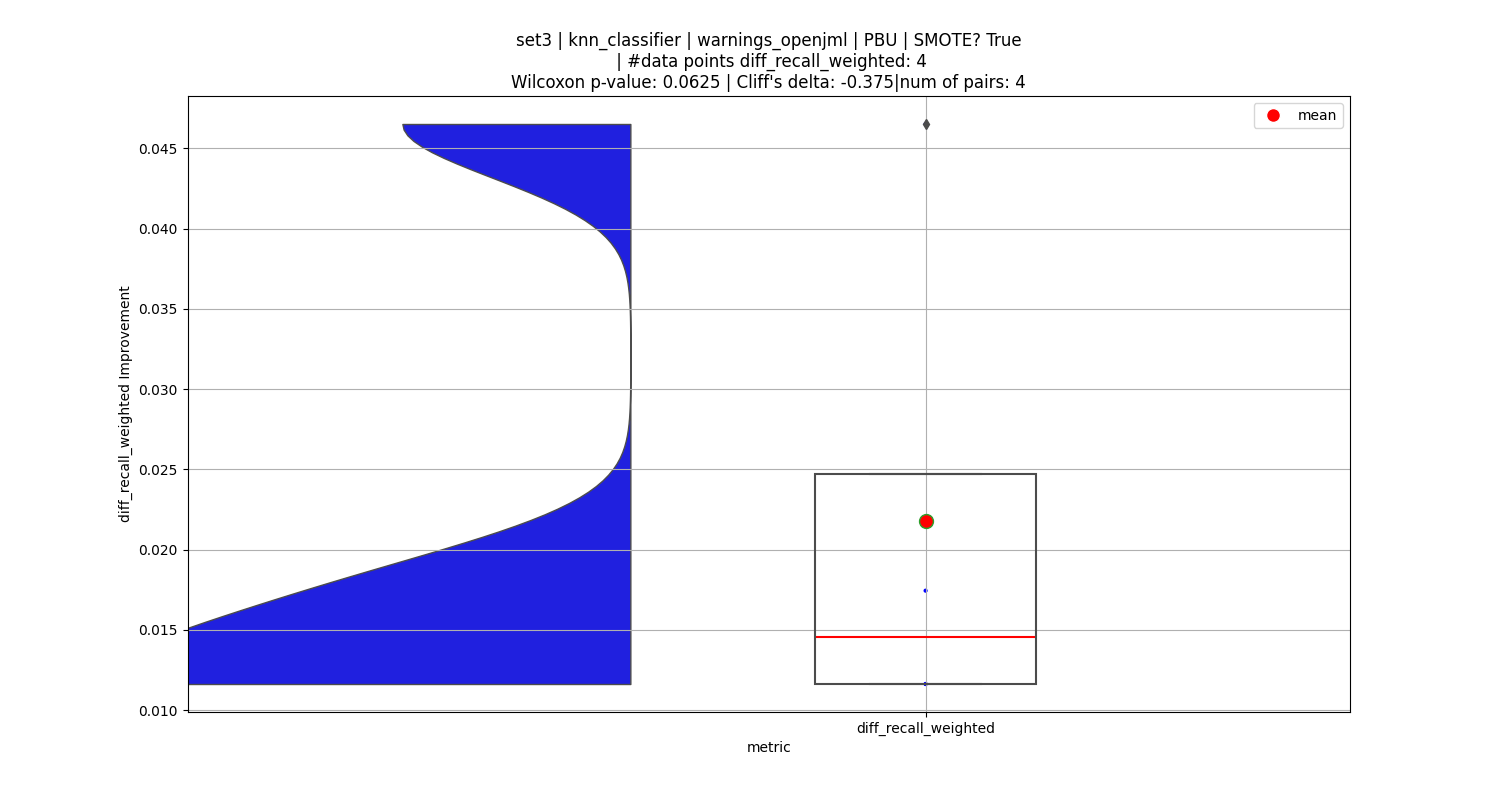 set3 | knn_classifier | warnings_openjml | PBU | SMOTE? True
| #data points diff_recall_weighted: 4
Wilcoxon p-value: 0.0625 | Cliff's delta: -0.375|num of pairs: 4
mean
0.045
0.040
0.035
0.030
0.025
0.020
0.015
0.010
diff_recall_weighted Improvement
diff_recall_weighted
metric